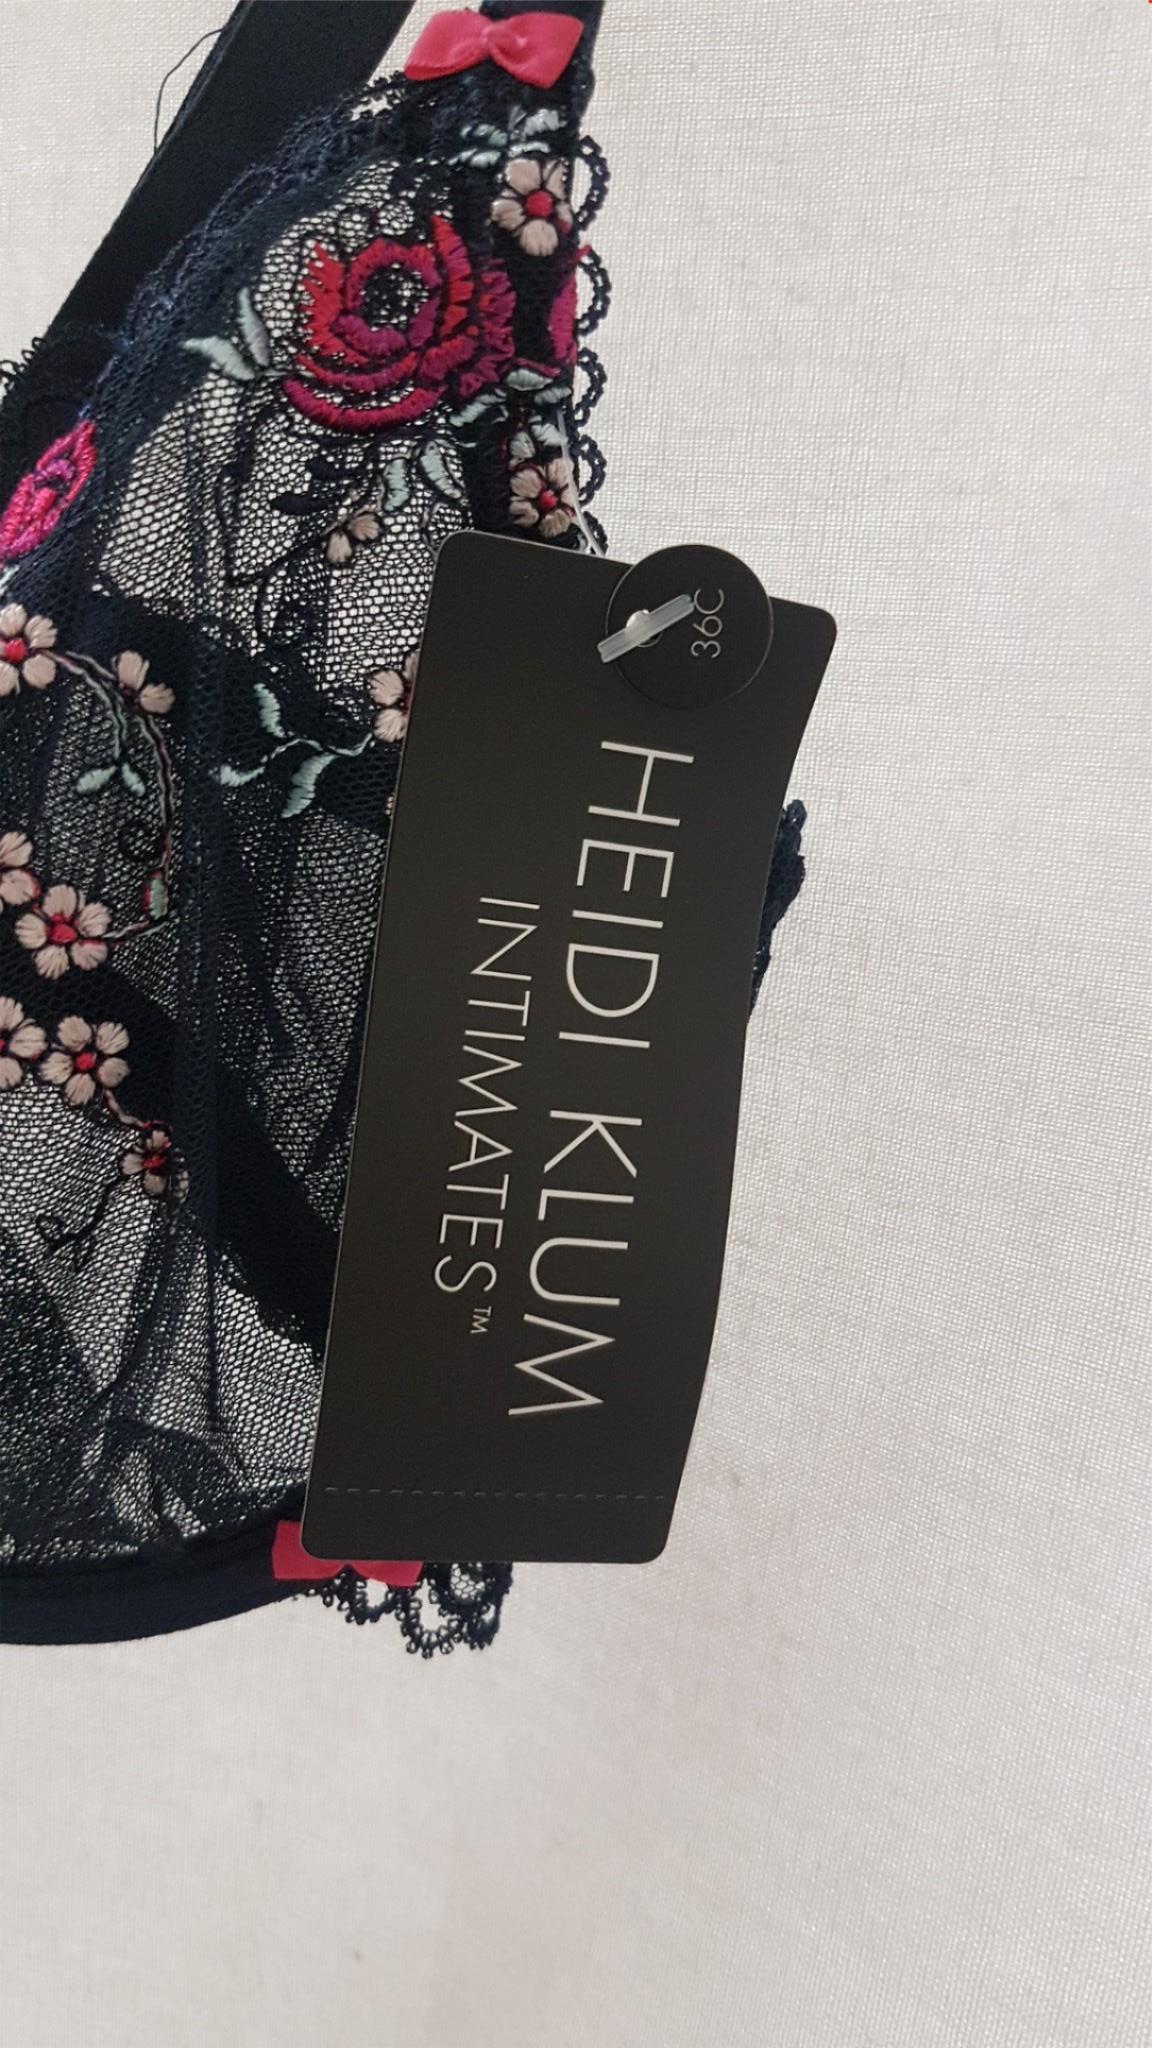 36C
HEIDI KLUM
INTIMATES™